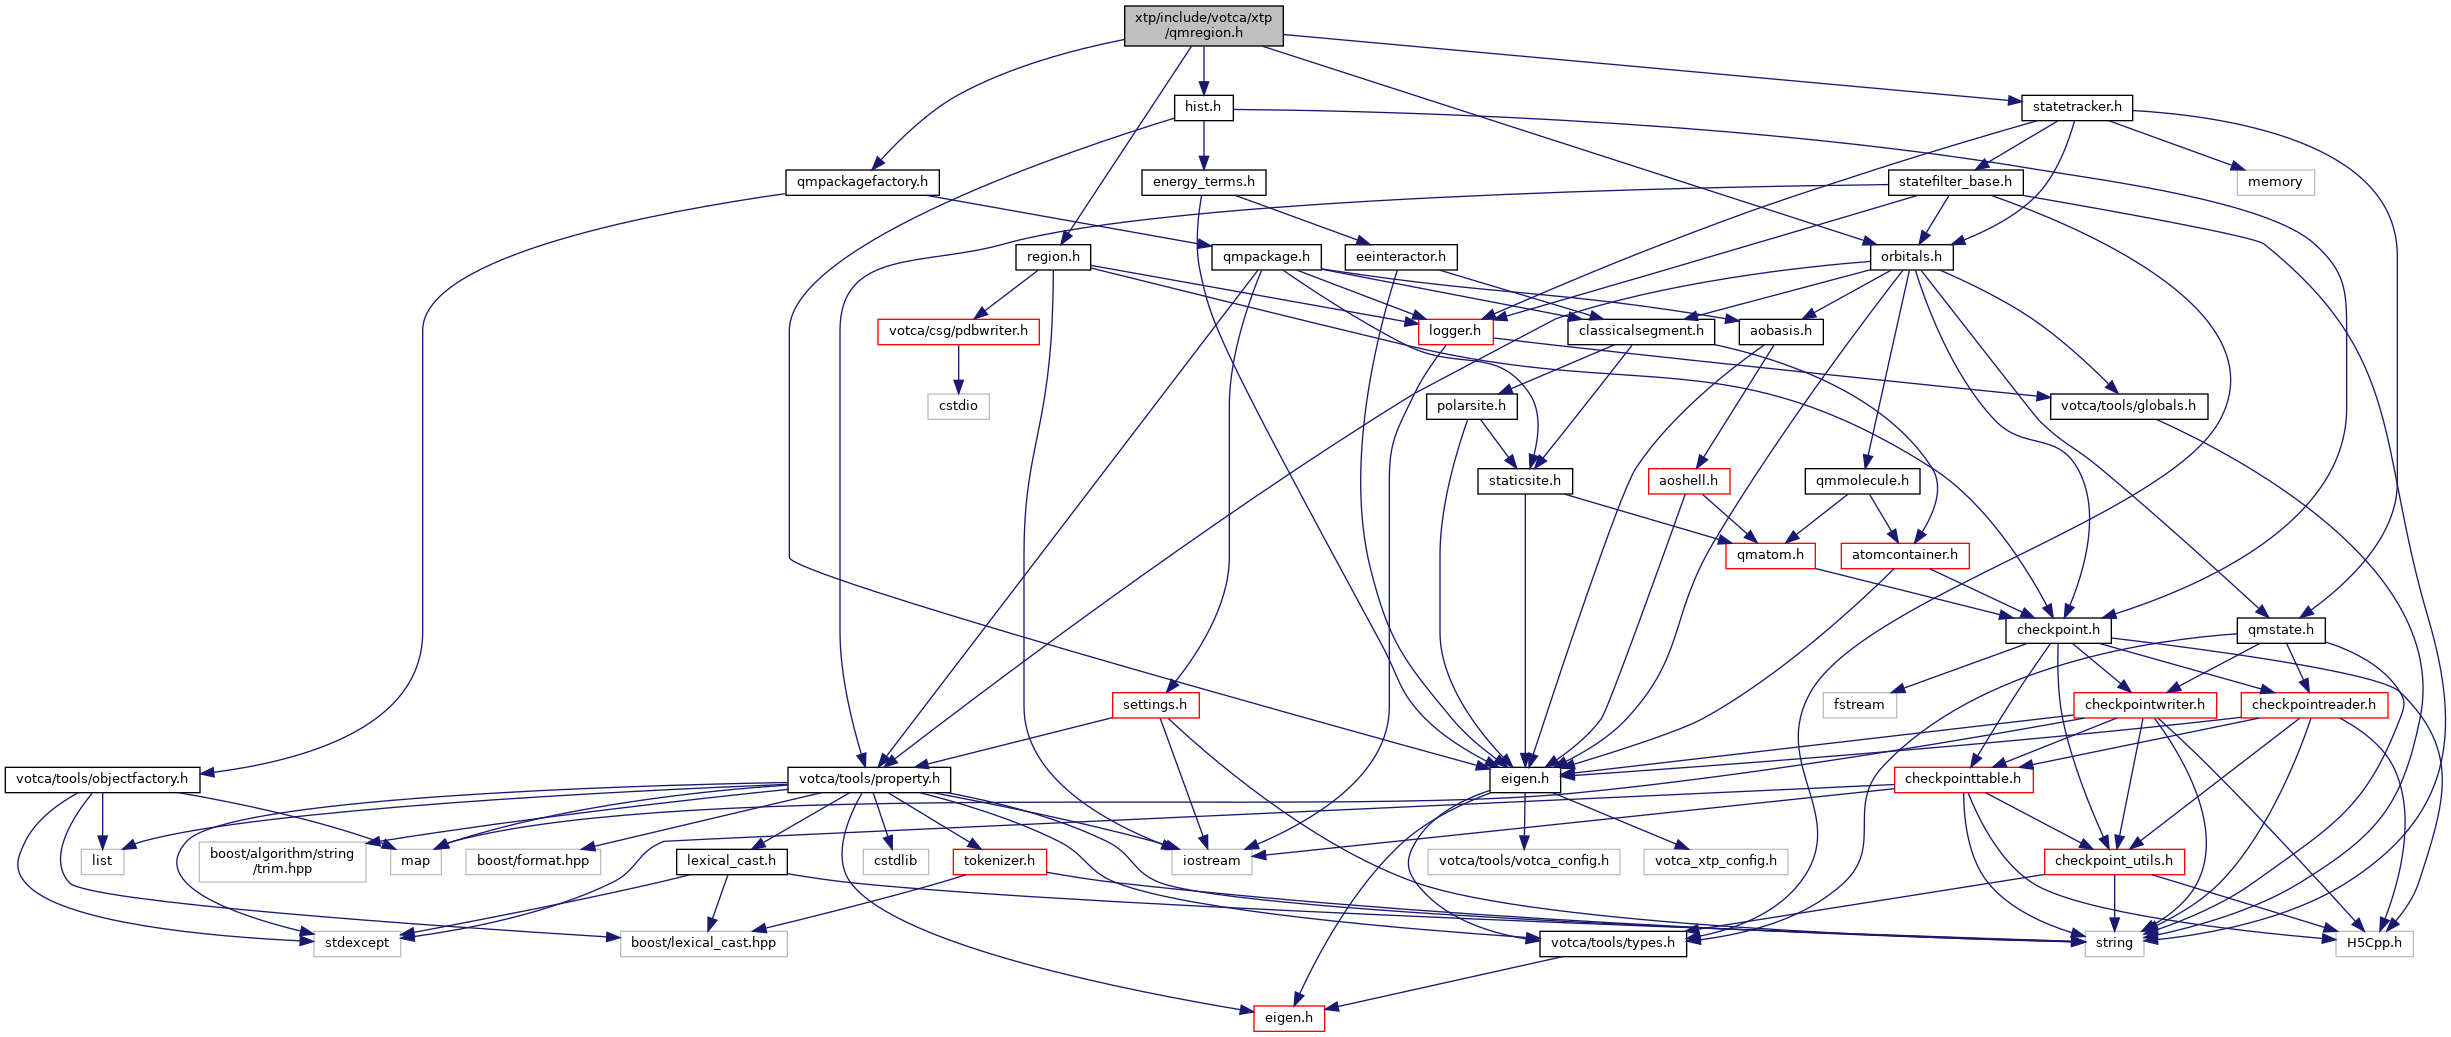 xtp/include/votca/xtp
/qmregion.h
hist.h
statetracker.h
qmpackagefactory.h
energy_terms.h
statefilter_base.h
memory
region.h
qmpackage.h
eeinteractor.h
orbitals.h
votca/csg/pdbwriter.h
logger.h
classicalsegment.h
aobasis.h
cstdio
polarsite.h
votca/tools/globals.h
staticsite.h
aoshell.h
qmmolecule.h
qmatom.h
atomcontainer.h
checkpoint.h
qmstate.h
settings.h
fstream
checkpointwriter.h
checkpointreader.h
votca/tools/objectfactory.h
votca/tools/property.h
eigen.h
checkpointtable.h
list
boost/algorithm/string
/trim.hpp
map
boost/format.hpp
lexical_cast.h
cstdlib
tokenizer.h
iostream
votca/tools/votca_config.h
votca_xtp_config.h
checkpoint_utils.h
stdexcept
boost/lexical_cast.hpp
votca/tools/types.h
string
H5Cpp.h
eigen.h